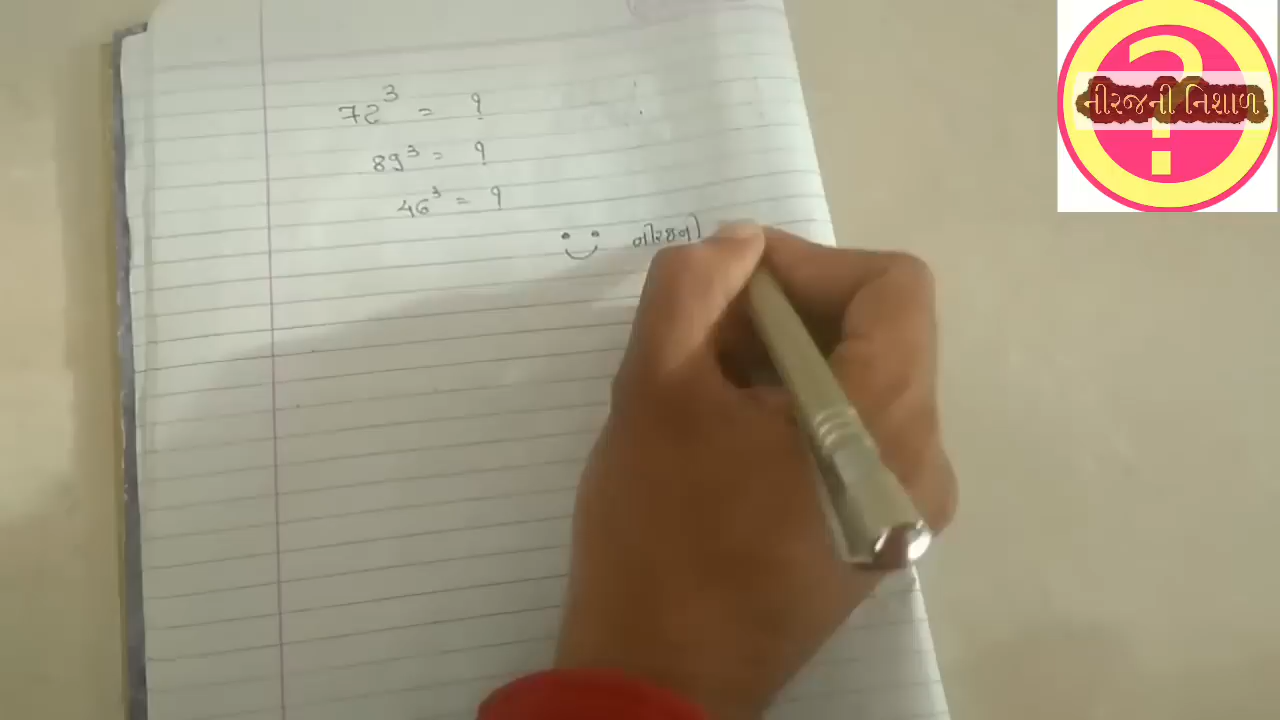 72³ = ?
89³ = ?
46³ = ?
નીરજની
નીરજની નિશાળ
?